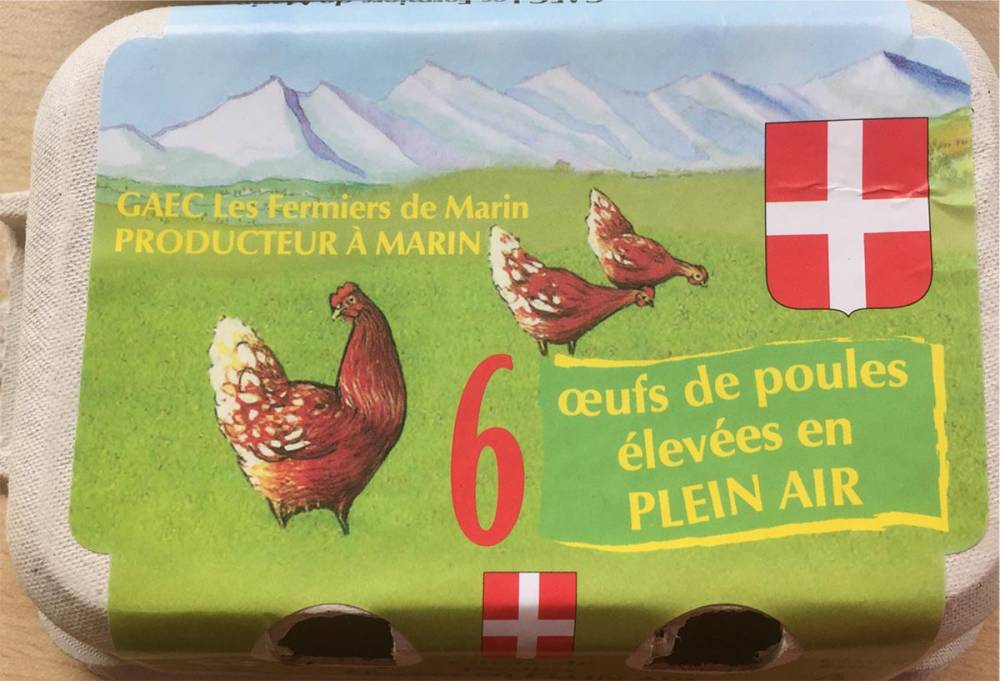 GAEC Les Fermiers de Marin
PRODUCTEUR À MARIN
6
œufs de poules
élevées en
PLEIN AIR